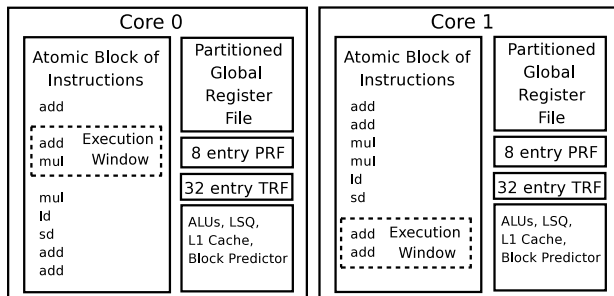 Core 0
Atomic Block of
Instructions
add
add Execution
mul Window
mul
ld
sd
add
add
Partitioned
Global
Register
File
8 entry PRF
32 entry TRF
ALUs, LSQ,
L1 Cache,
Block Predictor
Core 1
Atomic Block of
Instructions
add
add
mul
mul
ld
sd
add Execution
add Window
Partitioned
Global
Register
File
8 entry PRF
32 entry TRF
ALUs, LSQ,
L1 Cache,
Block Predictor